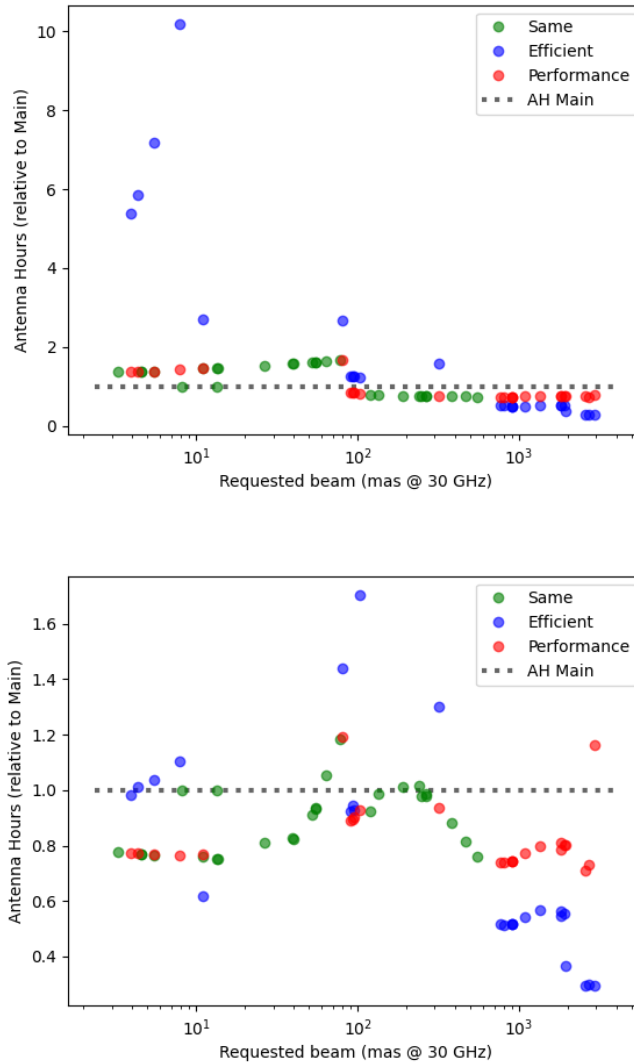 10
8
6
4
2
0
Antenna Hours (relative to Main)
Same
Efficient
Performance
AH Main
10¹
10²
10³
Requested beam (mas @ 30 GHz)
1.6
1.4
1.2
1.0
0.8
0.6
0.4
Antenna Hours (relative to Main)
Same
Efficient
Performance
AH Main
10¹
10²
10³
Requested beam (mas @ 30 GHz)